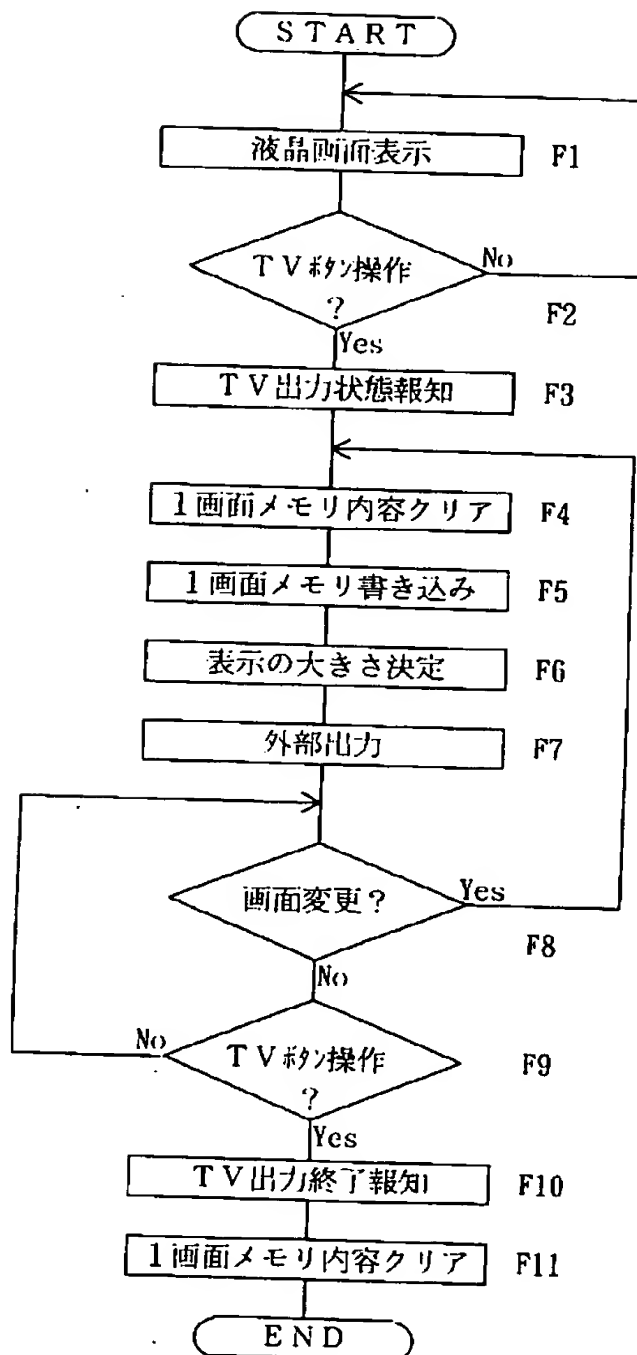 START
液晶画面表示 F1
TVボタン操作 No
? F2
Yes
TV出力状態報知 F3
1画面メモリ内容クリア F4
1画面メモリ書き込み F5
表示の大きさ決定 F6
外部出力 F7
画面変更? Yes
F8
No
No TVボタン操作 F9
?
Yes
TV出力終了報知 F10
1画面メモリ内容クリア F11
END